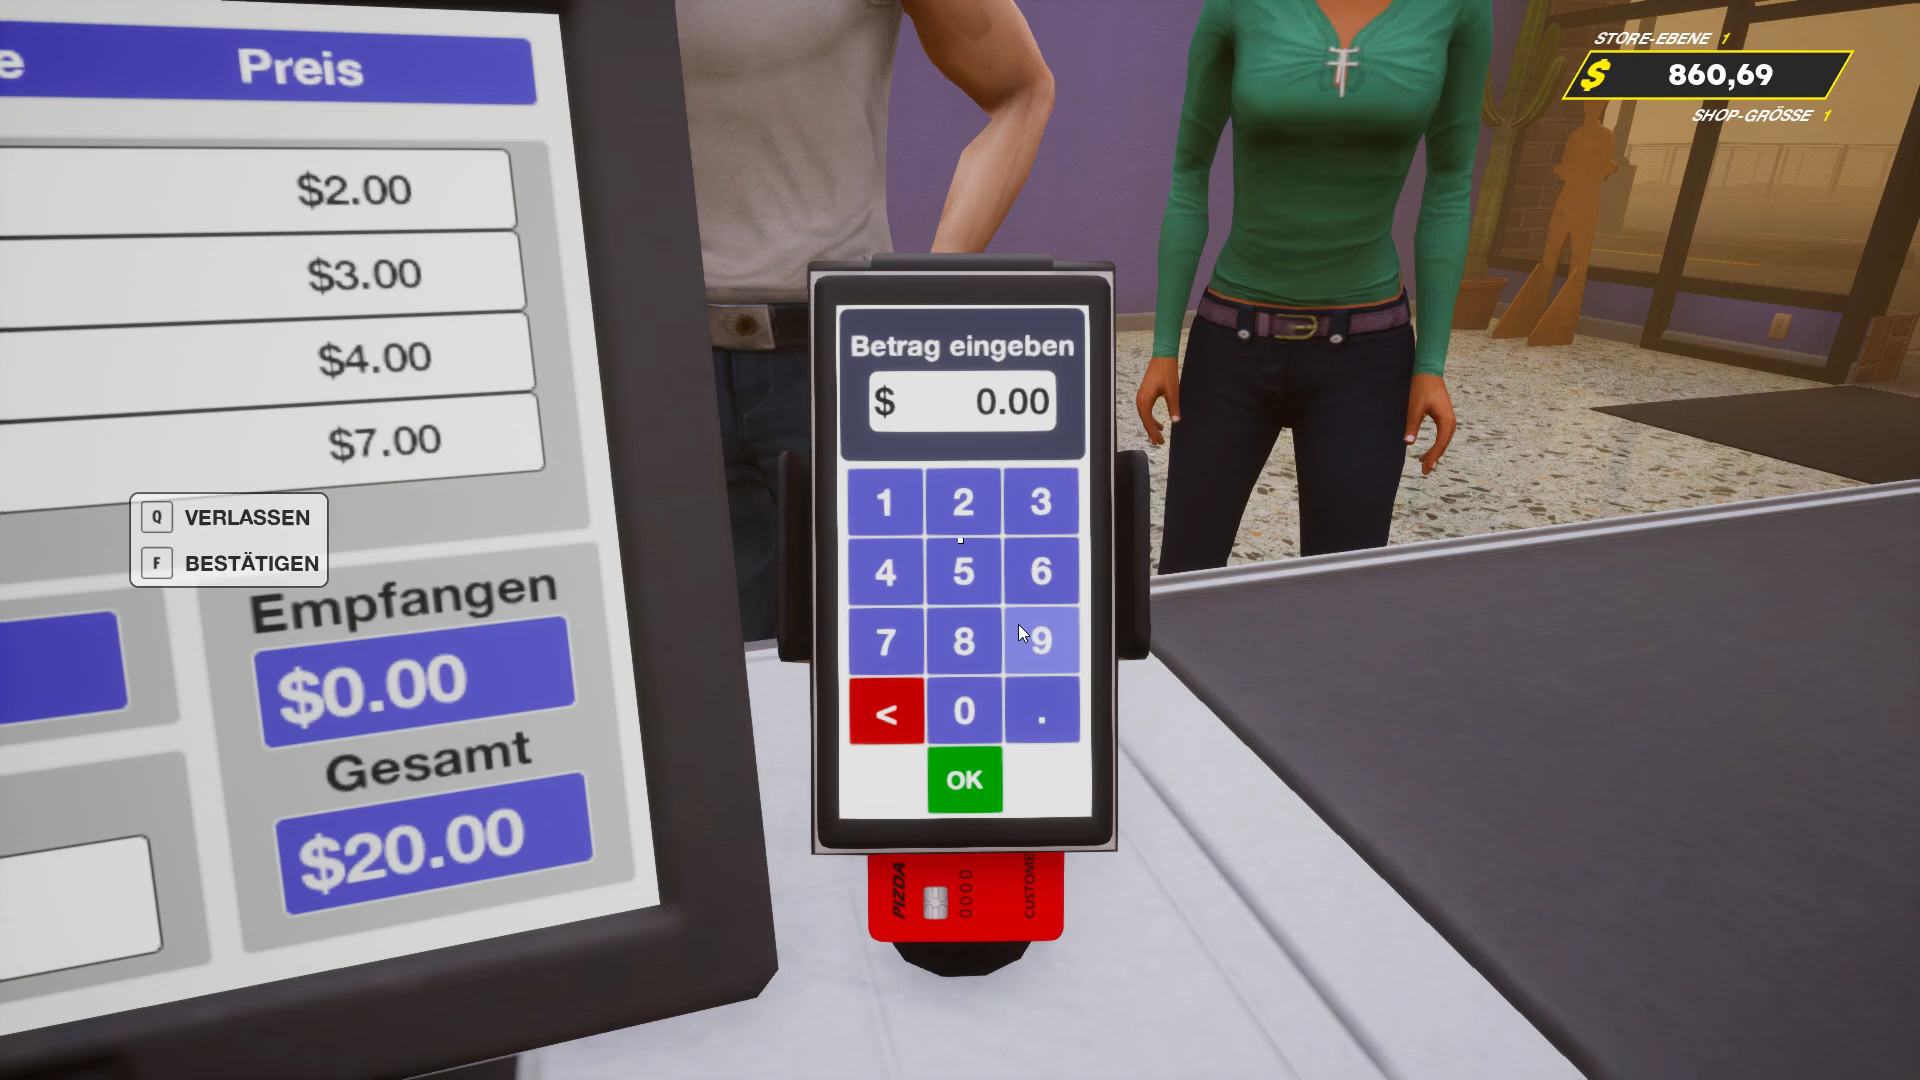 e Preis
$2.00
$3.00
$4.00
$7.00
Q VERLASSEN
F BESTÄTIGEN
Empfangen
$0.00
Gesamt
$20.00
Betrag eingeben
$ 0.00
1 2 3
4 5 6
7 8 9
< 0 .
OK
PIZDA
0000
CUSTOME
STORE-EBENE 1
$ 860,69
SHOP-GRÖSSE 1